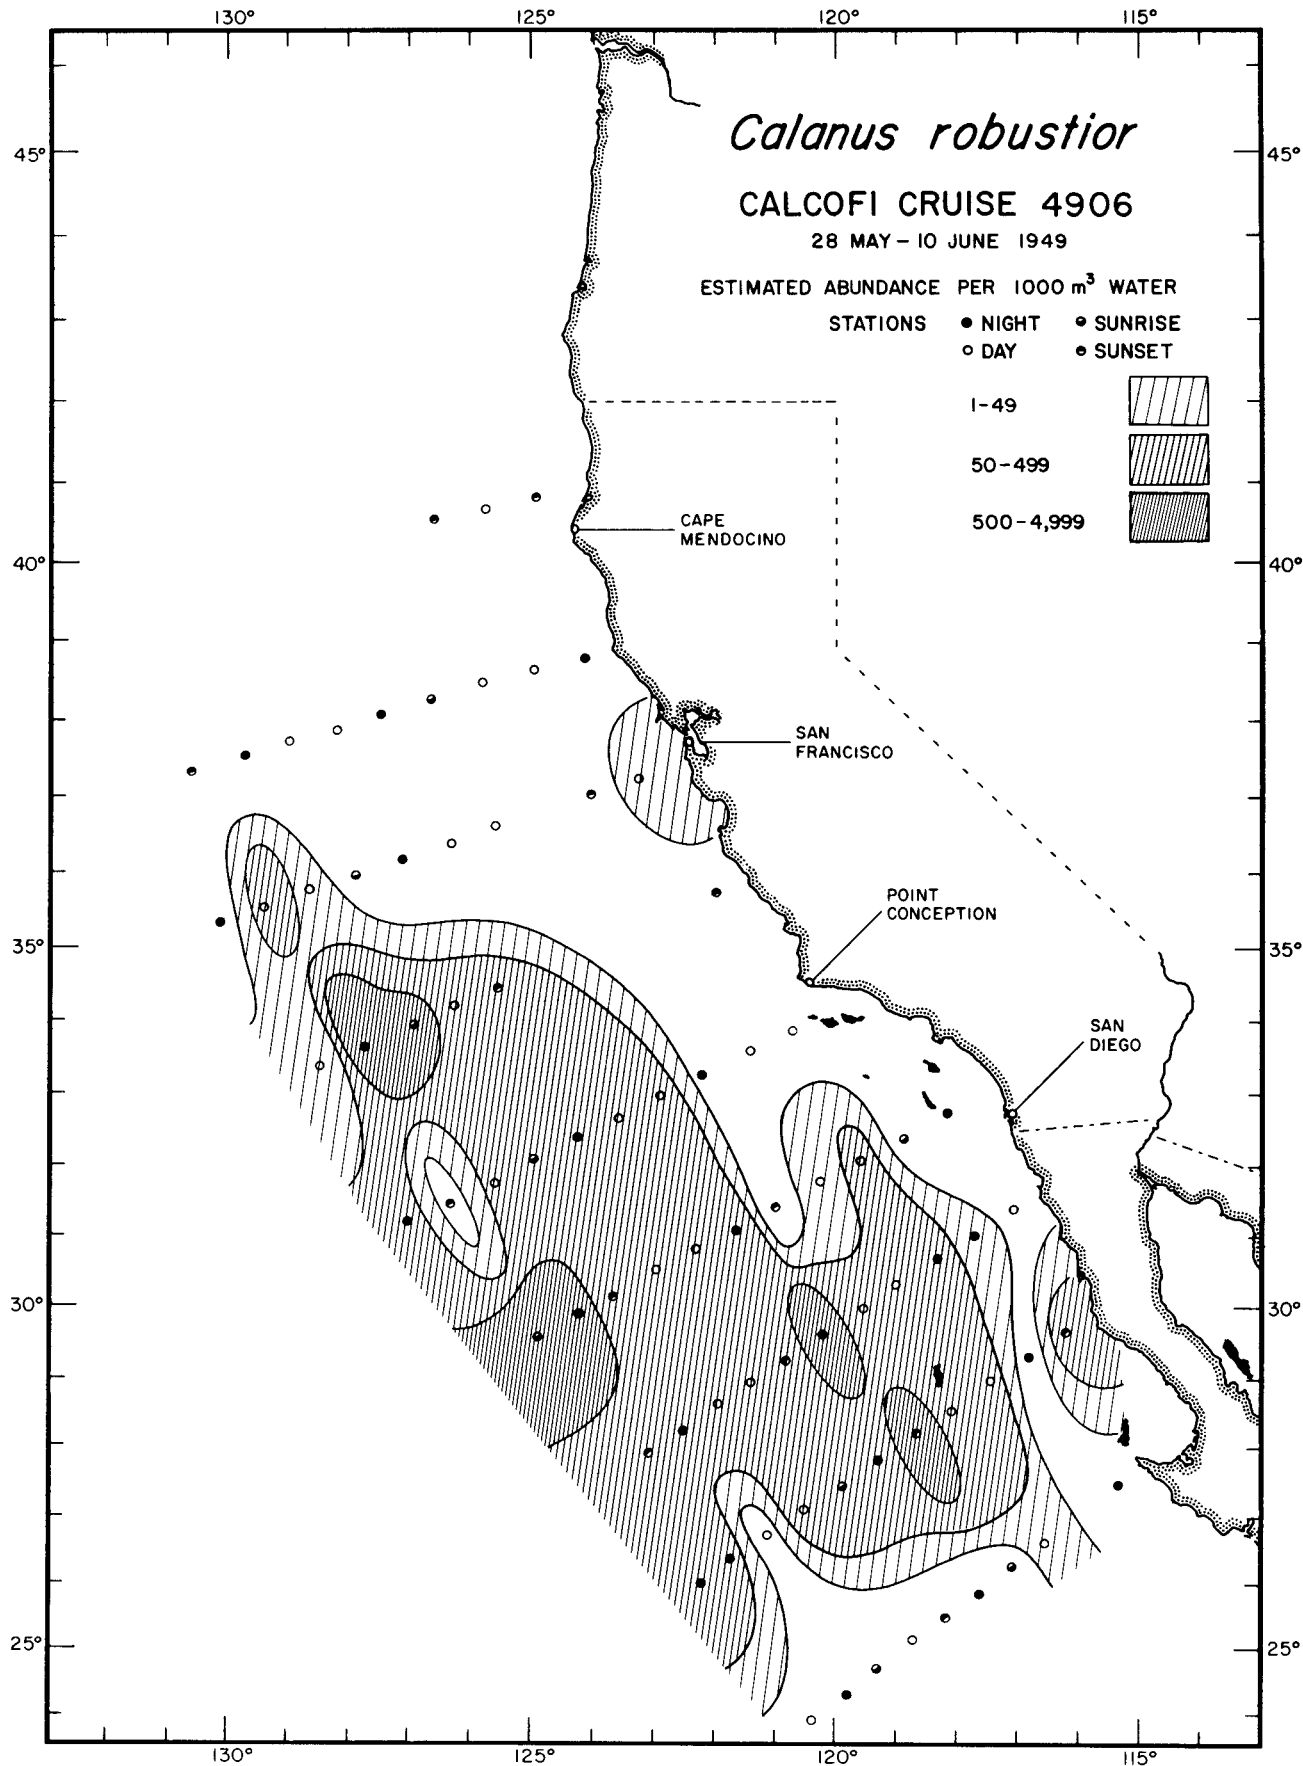 130° 125° 120° 115°
Calanus robustior
45° 45°
CALCOFI CRUISE 4906
28 MAY – 10 JUNE 1949
ESTIMATED ABUNDANCE PER 1000 m³ WATER
STATIONS NIGHT SUNRISE
DAY SUNSET
1-49
50-499
500-4,999
CAPE
MENDOCINO
40° 40°
SAN
FRANCISCO
POINT
CONCEPTION
35° 35°
SAN
DIEGO
30° 30°
25° 25°
130° 125° 120° 115°